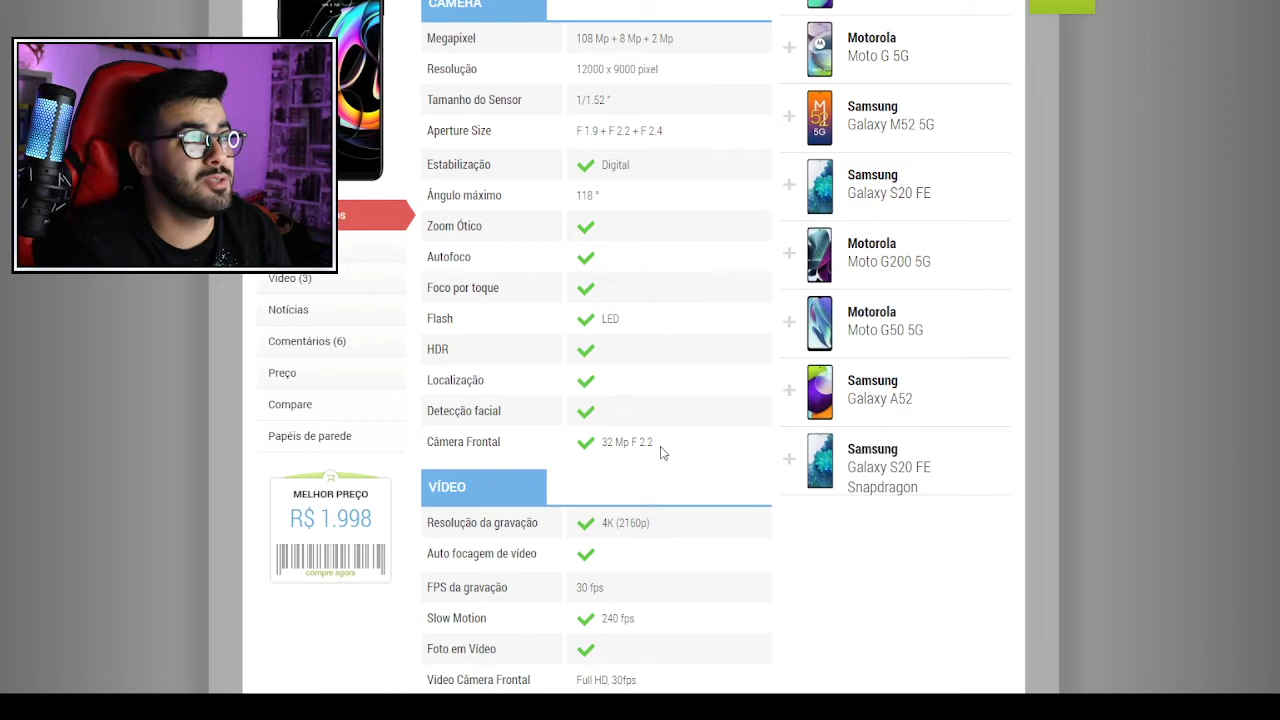 CÂMERA
Megapixel 108 Mp + 8 Mp + 2 Mp
Resolução 12000 x 9000 pixel
Tamanho do Sensor 1/1.52 "
Aperture Size F 1.9 + F 2.2 + F 2.4
Estabilização Digital
Ângulo máximo 118 °
Zoom Ótico
Autofoco
Foco por toque
Flash LED
HDR
Localização
Detecção facial
Câmera Frontal 32 Mp F 2.2
VÍDEO
Resolução da gravação 4K (2160p)
Auto focagem de vídeo
FPS da gravação 30 fps
Slow Motion 240 fps
Foto em Vídeo
Vídeo Câmera Frontal Full HD, 30fps
Vídeo (3)
Notícias
Comentários (6)
Preço
Compare
Papéis de parede
MELHOR PREÇO
R$ 1.998
compre agora
Motorola
Moto G 5G
Samsung
Galaxy M52 5G
Samsung
Galaxy S20 FE
Motorola
Moto G200 5G
Motorola
Moto G50 5G
Samsung
Galaxy A52
Samsung
Galaxy S20 FE
Snapdragon